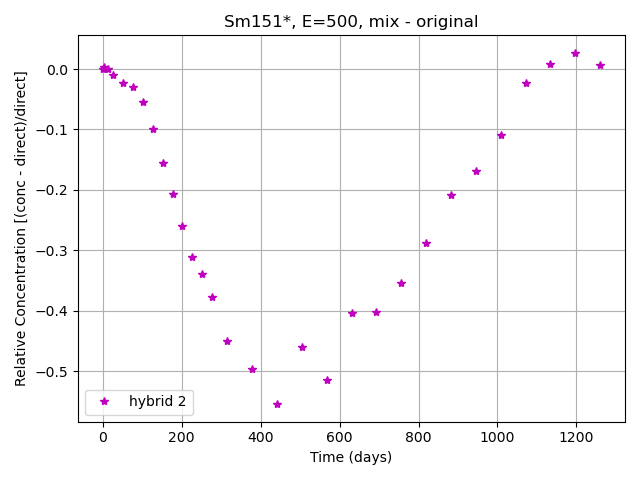 Sm151*, E=500, mix - original
Relative Concentration [(conc - direct)/direct]
0.0
−0.1
−0.2
−0.3
−0.4
−0.5
hybrid 2
0 200 400 600 800 1000 1200
Time (days)